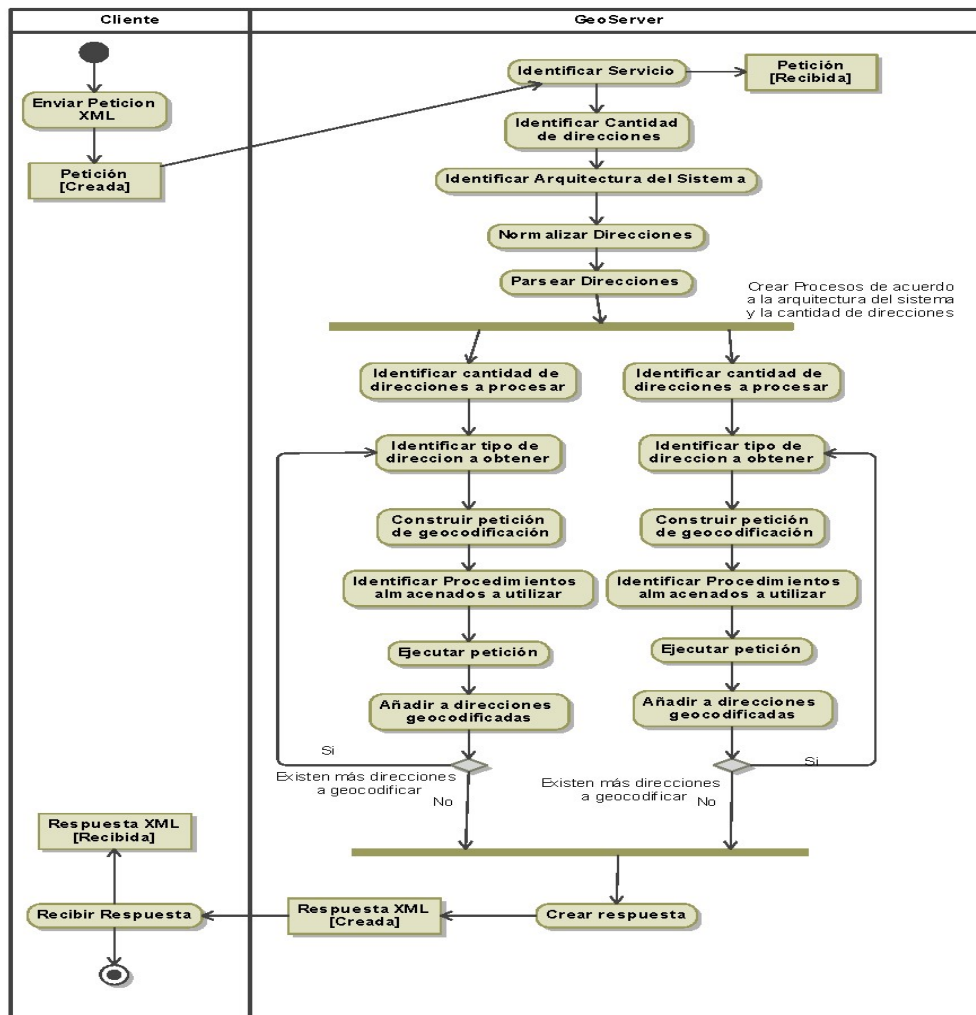 Cliente
GeoServer
Enviar Peticion
XML
Petición
[Creada]
Identificar Servicio
Petición
[Recibida]
Identificar Cantidad
de direcciones
Identificar Arquitectura del Sistema
Normalizar Direcciones
Parsear Direcciones
Crear Procesos de acuerdo
a la arquitectura del sistema
y la cantidad de direcciones
Identificar cantidad de
direcciones a procesar
Identificar tipo de
direccion a obtener
Construir petición
de geocodificación
Identificar Procedimientos
almacenados a utilizar
Ejecutar petición
Añadir a direcciones
geocodificadas
Si
Existen más direcciones
a geocodificar
No
Identificar cantidad de
direcciones a procesar
Identificar tipo de
direccion a obtener
Construir petición
de geocodificación
Identificar Procedimientos
almacenados a utilizar
Ejecutar petición
Añadir a direcciones
geocodificadas
Si
Existen más direcciones
a geocodificar
No
Crear respuesta
Respuesta XML
[Creada]
Recibir Respuesta
Respuesta XML
[Recibida]